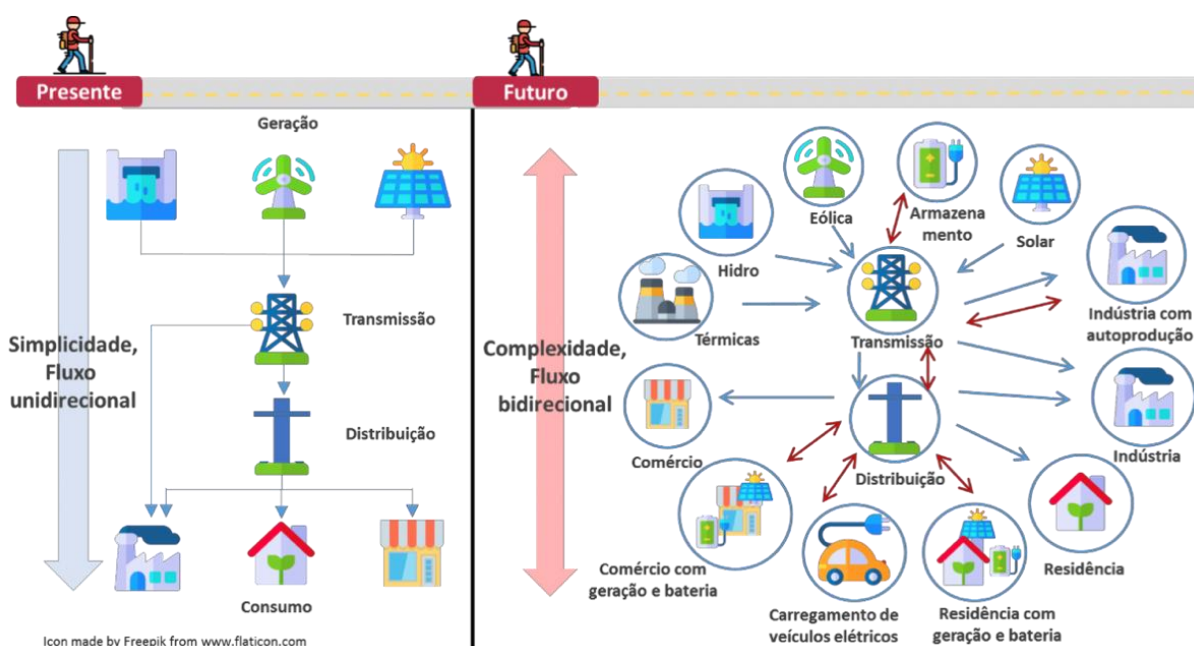 Presente
Futuro
Geração
Transmissão
Simplicidade,
Fluxo
unidirecional
Distribuição
Consumo
Icon made by Freepik from www.flaticon.com
Complexidade,
Fluxo
bidirecional
Eólica
Armazena
mento
Solar
Hidro
Térmicas
Transmissão
Indústria com
autoprodução
Comércio
Distribuição
Indústria
Residência
Comércio com
geração e bateria
Carregamento de
veículos elétricos
Residência com
geração e bateria